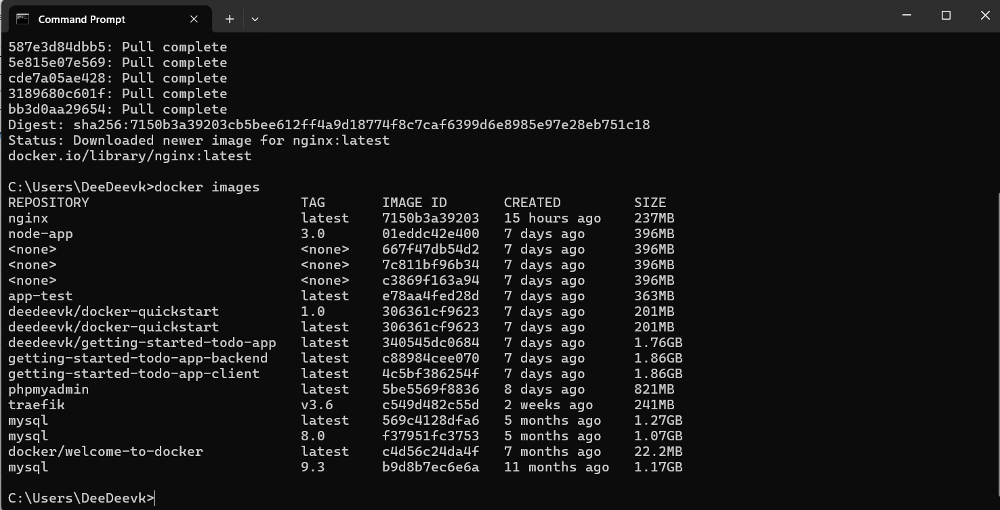 Command Prompt
587e3d84dbb5: Pull complete
5e815e07e569: Pull complete
cde7a05ae428: Pull complete
3189680c601f: Pull complete
bb3d0aa29654: Pull complete
Digest: sha256:7150b3a39203cb5bee612ff4a9d18774f8c7caf6399d6e8985e97e28eb751c18
Status: Downloaded newer image for nginx:latest
docker.io/library/nginx:latest
C:\Users\DeeDeevk>docker images
REPOSITORY                          TAG       IMAGE ID       CREATED         SIZE
nginx                               latest    7150b3a39203   15 hours ago    237MB
node-app                            3.0       01eddc42e400   7 days ago      396MB
<none>                              <none>    667f47db54d2   7 days ago      396MB
<none>                              <none>    7c811bf96b34   7 days ago      396MB
<none>                              <none>    c3869f163a94   7 days ago      396MB
app-test                            latest    e78aa4fed28d   7 days ago      363MB
deedeevk/docker-quickstart          1.0       306361cf9623   7 days ago      201MB
deedeevk/docker-quickstart          latest    306361cf9623   7 days ago      201MB
deedeevk/getting-started-todo-app   latest    340545dc0684   7 days ago      1.76GB
getting-started-todo-app-backend    latest    c88984cee070   7 days ago      1.86GB
getting-started-todo-app-client     latest    4c5bf386254f   7 days ago      1.86GB
phpmyadmin                          latest    5be5569f8836   8 days ago      821MB
traefik                             v3.6      c549d482c55d   2 weeks ago     241MB
mysql                               latest    569c4128dfa6   5 months ago    1.27GB
mysql                               8.0       f37951fc3753   5 months ago    1.07GB
docker/welcome-to-docker            latest    c4d56c24da4f   7 months ago    22.2MB
mysql                               9.3       b9d8b7ec6e6a   11 months ago   1.17GB
C:\Users\DeeDeevk>